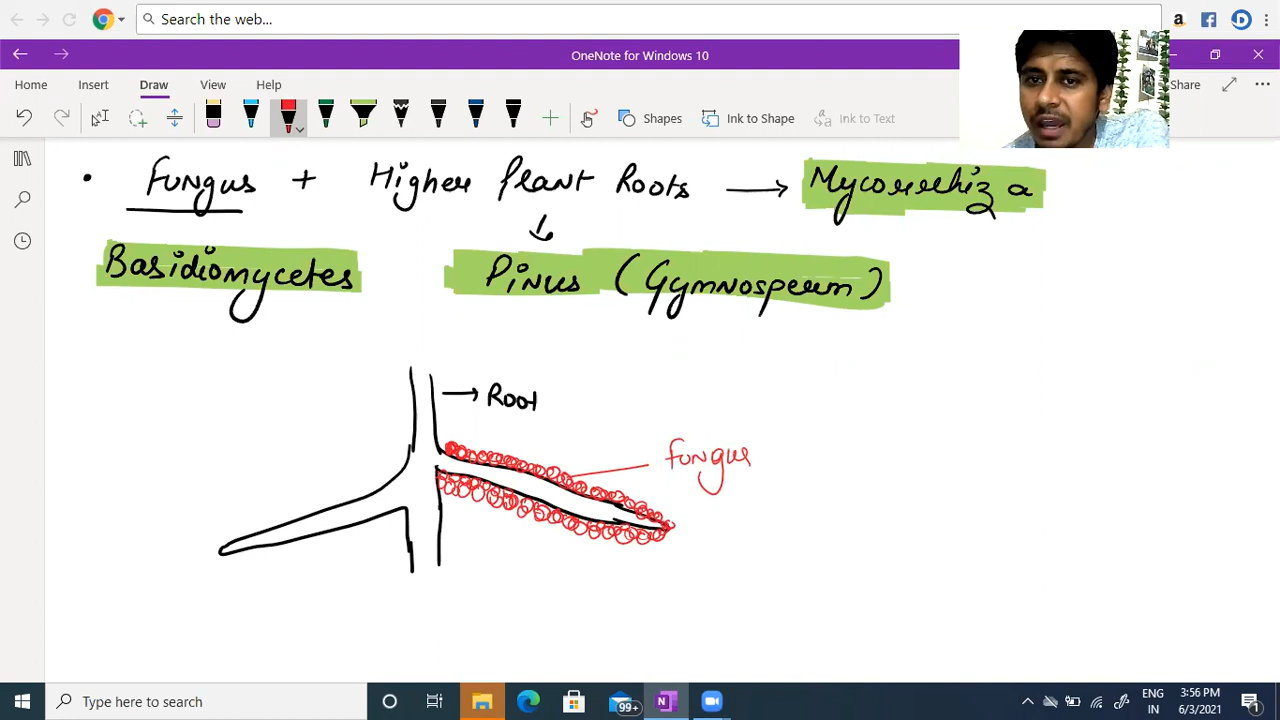 Search the web...
OneNote for Windows 10
Home Insert Draw View Help Share
Shapes Ink to Shape Ink to Text
• Fungus + Higher Plant Roots → Mycorrhiza
Basidiomycetes Pinus (Gymnosperm)
→ Root
fungus
Type here to search
99+
ENG
IN
3:56 PM
6/3/2021
1